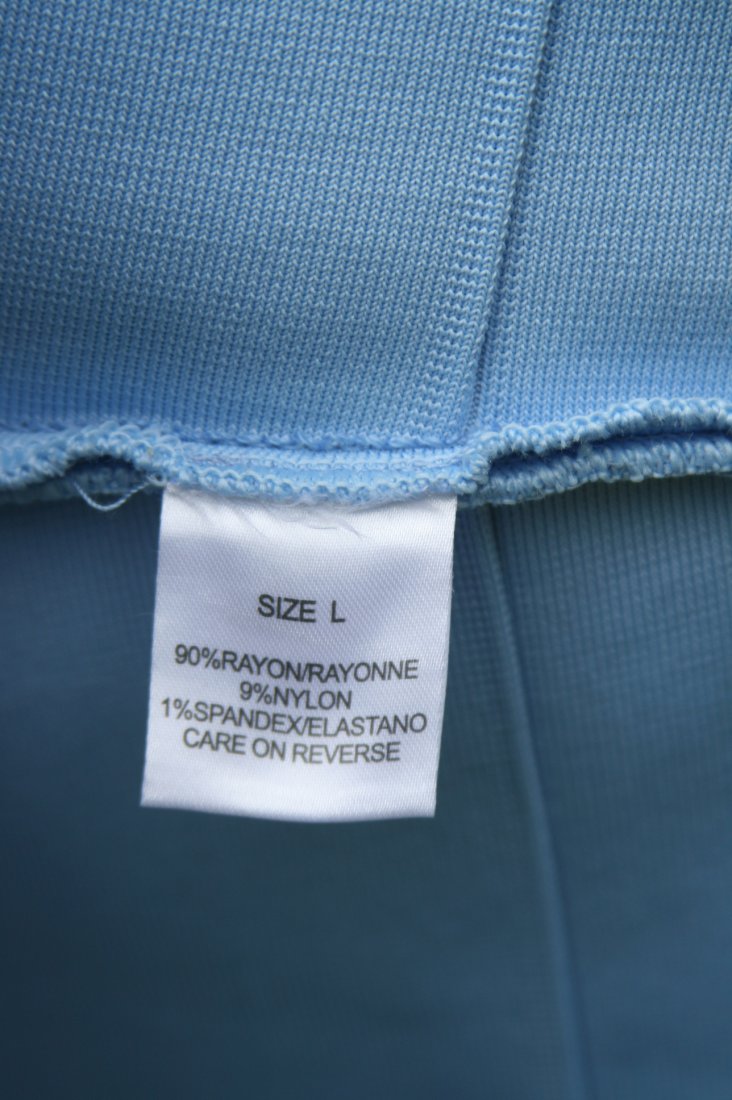 SIZE L
90%RAYON/RAYONNE
9%NYLON
1%SPANDEX/ELASTANO
CARE ON REVERSE